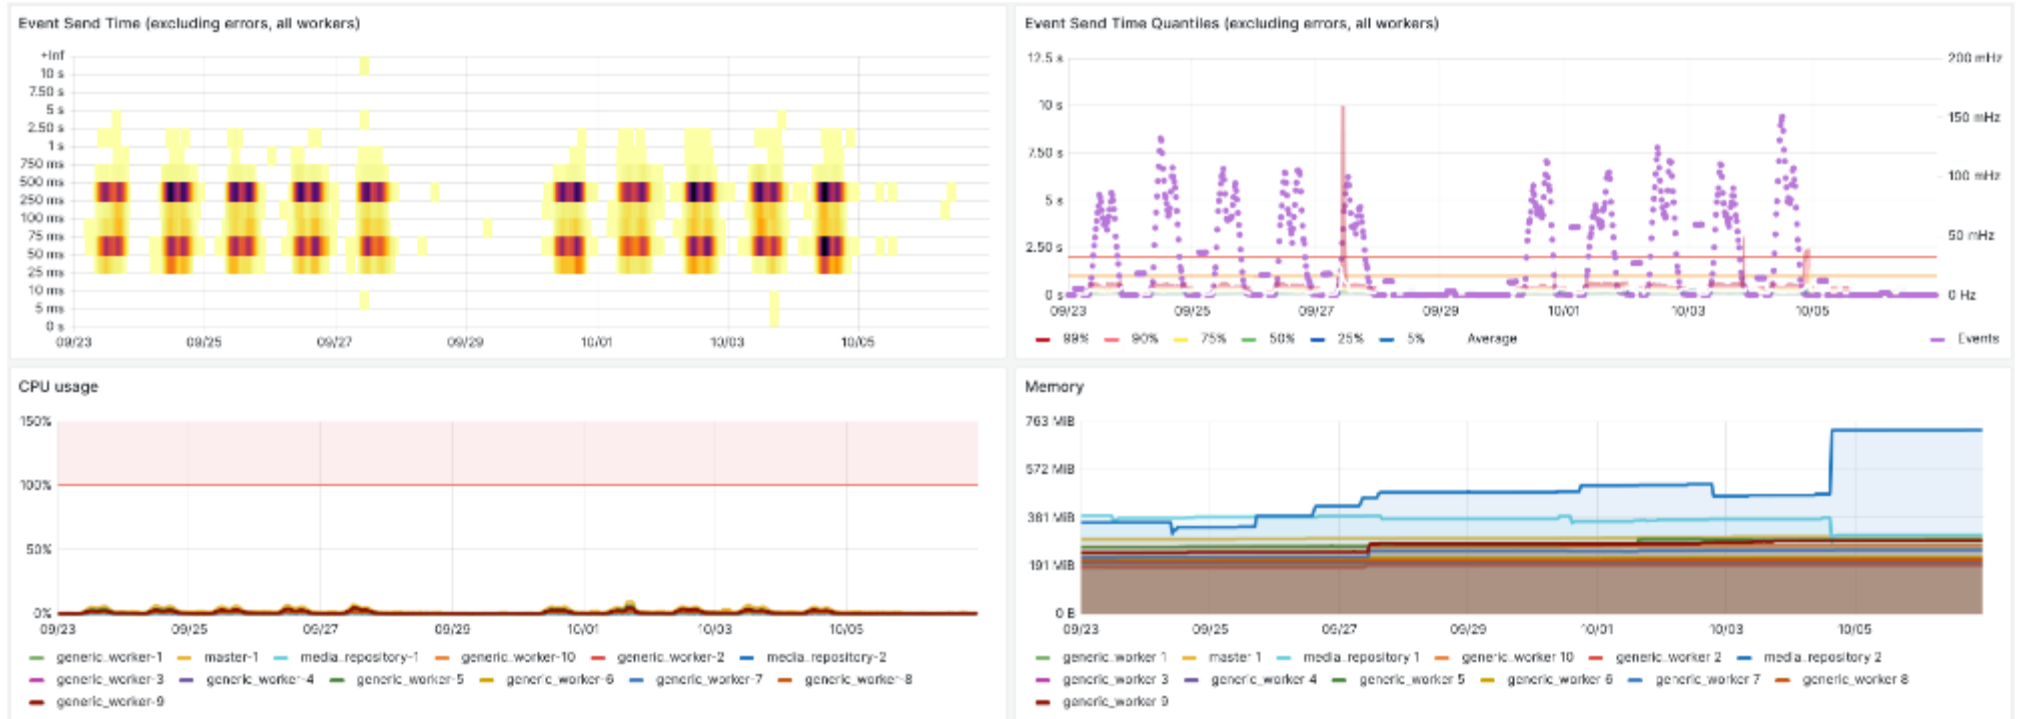 Event Send Time (excluding errors, all workers)
+Inf
10 s
7.50 s
5 s
2.50 s
1 s
750 ms
500 ms
250 ms
100 ms
75 ms
50 ms
25 ms
10 ms
5 ms
0 s
09/23 09/25 09/27 09/29 10/01 10/03 10/05
Event Send Time Quantiles (excluding errors, all workers)
12.5 s 200 mHz
10 s
150 mHz
7.50 s
100 mHz
5 s
50 mHz
2.50 s
0 s 0 Hz
09/23 09/25 09/27 09/29 10/01 10/03 10/05
99% 90% 75% 50% 25% 5% Average Events
CPU usage
150%
100%
50%
0%
09/23 09/25 09/27 09/29 10/01 10/03 10/05
generic_worker-1 master-1 media_repository-1 generic_worker-10 generic_worker-2 media_repository-2
generic_worker-3 generic_worker-4 generic_worker-5 generic_worker-6 generic_worker-7 generic_worker-8
generic_worker-9
Memory
763 MiB
572 MiB
381 MiB
191 MiB
0 B
09/23 09/25 09/27 09/29 10/01 10/03 10/05
generic_worker 1 master 1 media_repository 1 generic_worker 10 generic_worker 2 media_repository 2
generic_worker 3 generic_worker 4 generic_worker 5 generic_worker 6 generic_worker 7 generic_worker 8
generic_worker 9